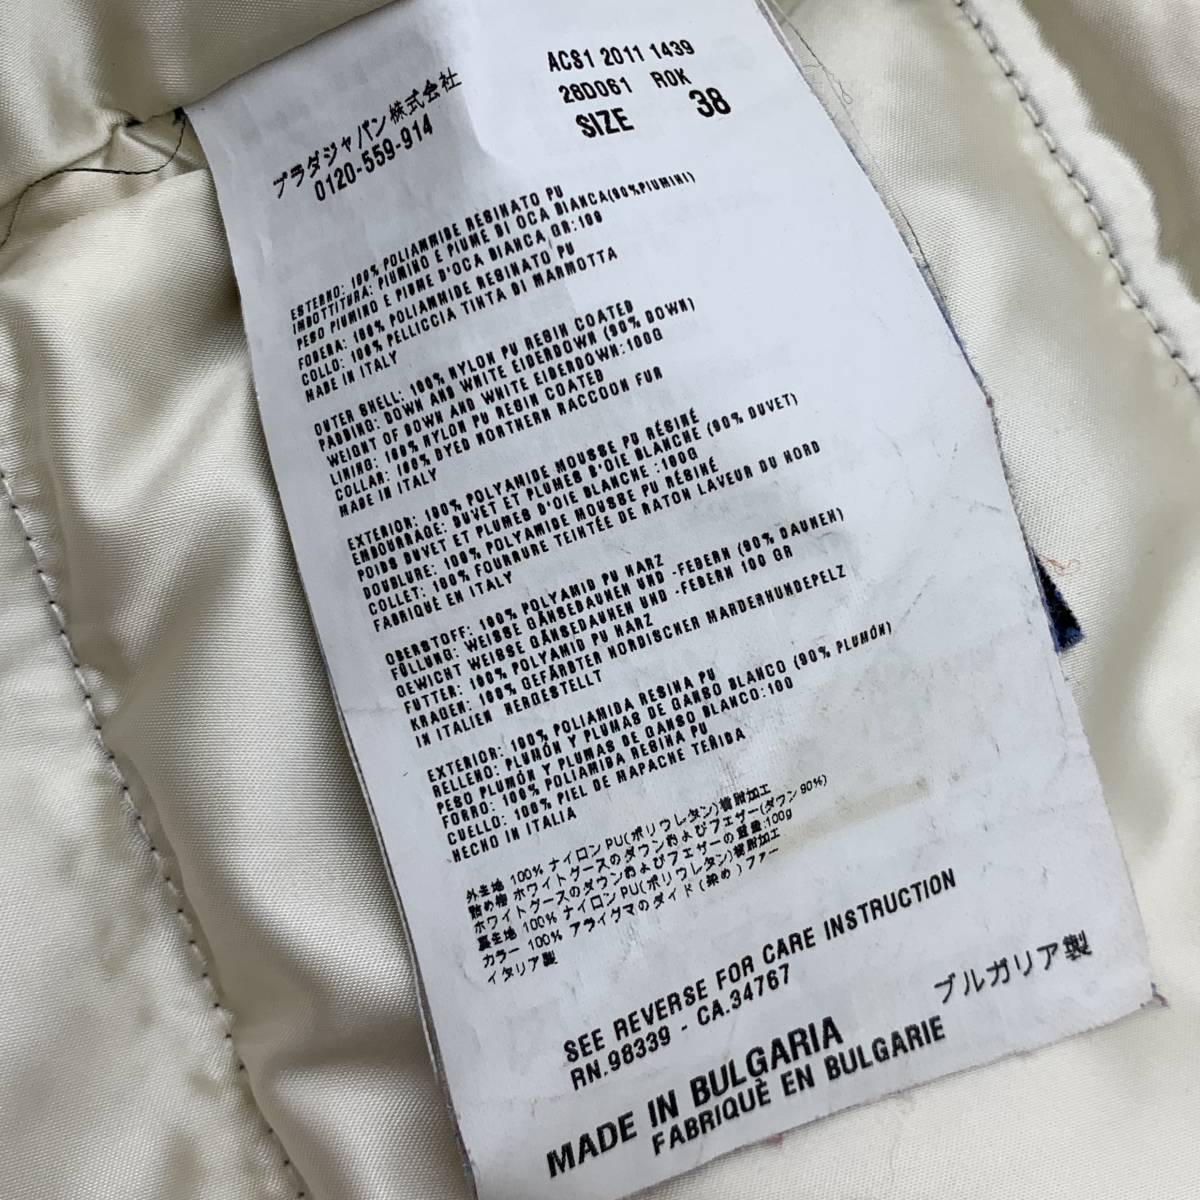 プラダジャパン株式会社
0120-559-914
ACS1 2011 1439
28D061 R0K
SIZE 38
ESTERNO: 100% POLIAMMIDE RESINATO PU
IMBOTTITURA: PIUMINO E PIUME DI OCA BIANCA(90%PIUMINI)
PESO PIUMINO E PIUME D'OCA BIANCA GR:100
FODERA: 100% POLIAMMIDE RESINATO PU
COLLO: 100% PELLICCIA TINTA DI MARMOTTA
MADE IN ITALY
OUTER SHELL: 100% NYLON PU RESIN COATED
PADDING: DOWN AND WHITE EIDERDOWN (90% DOWN)
WEIGHT OF DOWN AND WHITE EIDERDOWN:100G
LINING: 100% NYLON PU RESIN COATED
COLLAR: 100% DYED NORTHERN RACCOON FUR
MADE IN ITALY
EXTERION: 100% POLYAMIDE MOUSSE PU RÉSINÉ
EMBOURRAGE: DUVET ET PLUMES D'OIE BLANCHE (90% DUVET)
POIDS DUVET ET PLUMES D'OIE BLANCHE :100G
DOUBLURE: 100% POLYAMIDE MOUSSE PU RÉSINÉ
COLLET: 100% FOURRURE TEINTÉE DE RATON LAVEUR DU NORD
FABRIQUÉ EN ITALY
OBERSTOFF: 100% POLYAMID PU HARZ
FÜLLUNG: WEISSE GÄNSEDAUNEN UND -FEDERN (90% DAUNEN)
GEWICHT WEISSE GÄNSEDAUNEN UND -FEDERN 100 GR
FUTTEN: 100% POLYAMID PU HARZ
KRAGEN: 100% GEFÄRBTER NORDISCHER MARDERHUNDEPELZ
IN ITALIEN HERGESTELLT
EXTERIOR: 100% POLIAMIDA RESINA PU
RELLENO: PLUMÓN Y PLUMAS DE GANSO BLANCO (90% PLUMÓN)
PESO PLUMÓN Y PLUMAS DE GANSO BLANCO:100
FORRO: 100% POLIAMIDA RESINA PU
CUELLO: 100% PIEL DE MAPACHE TEÑIDA
HECHO IN ITALIA
外生地 100% ナイロン PU(ポリウレタン)樹脂加工
詰め物 ホワイトグースのダウンおよびフェザー(ダウン 90%)
ホワイトグースのダウンおよびフェザーの重量:100g
裏生地 100% ナイロン PU(ポリウレタン)樹脂加工
カラー 100% アライグマのダイド(染め)ファー
イタリア製
SEE REVERSE FOR CARE INSTRUCTION
RN.98339 - CA.34767
ブルガリア製
MADE IN BULGARIA
FABRIQUÈ EN BULGARIE